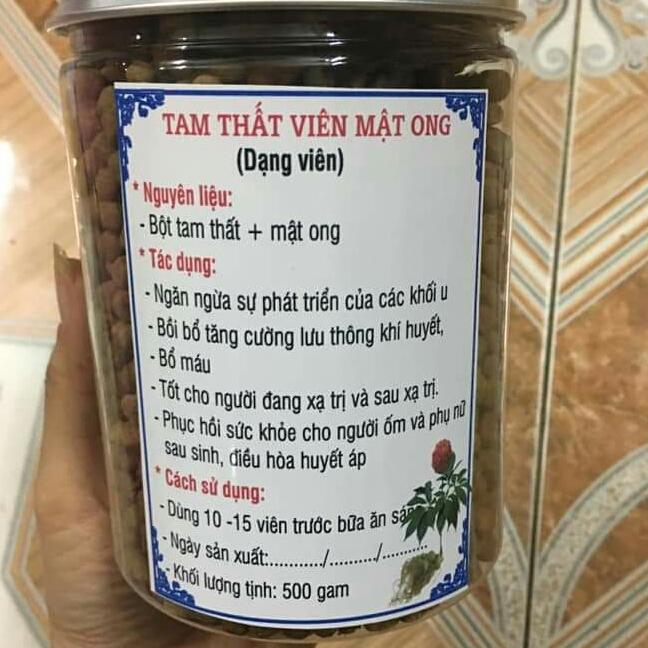 TAM THẤT VIÊN MẬT ONG
(Dạng viên)
* Nguyên liệu:
- Bột tam thất + mật ong
* Tác dụng:
- Ngăn ngừa sự phát triển của các khối u
- Bồi bổ tăng cường lưu thông khí huyết,
- Bổ máu
- Tốt cho người đang xạ trị và sau xạ trị.
- Phục hồi sức khỏe cho người ốm và phụ nữ
sau sinh, điều hòa huyết áp
* Cách sử dụng:
- Dùng 10 -15 viên trước bữa ăn
- Ngày sản xuất:............/........../...........
- Khối lượng tịnh: 500 gam